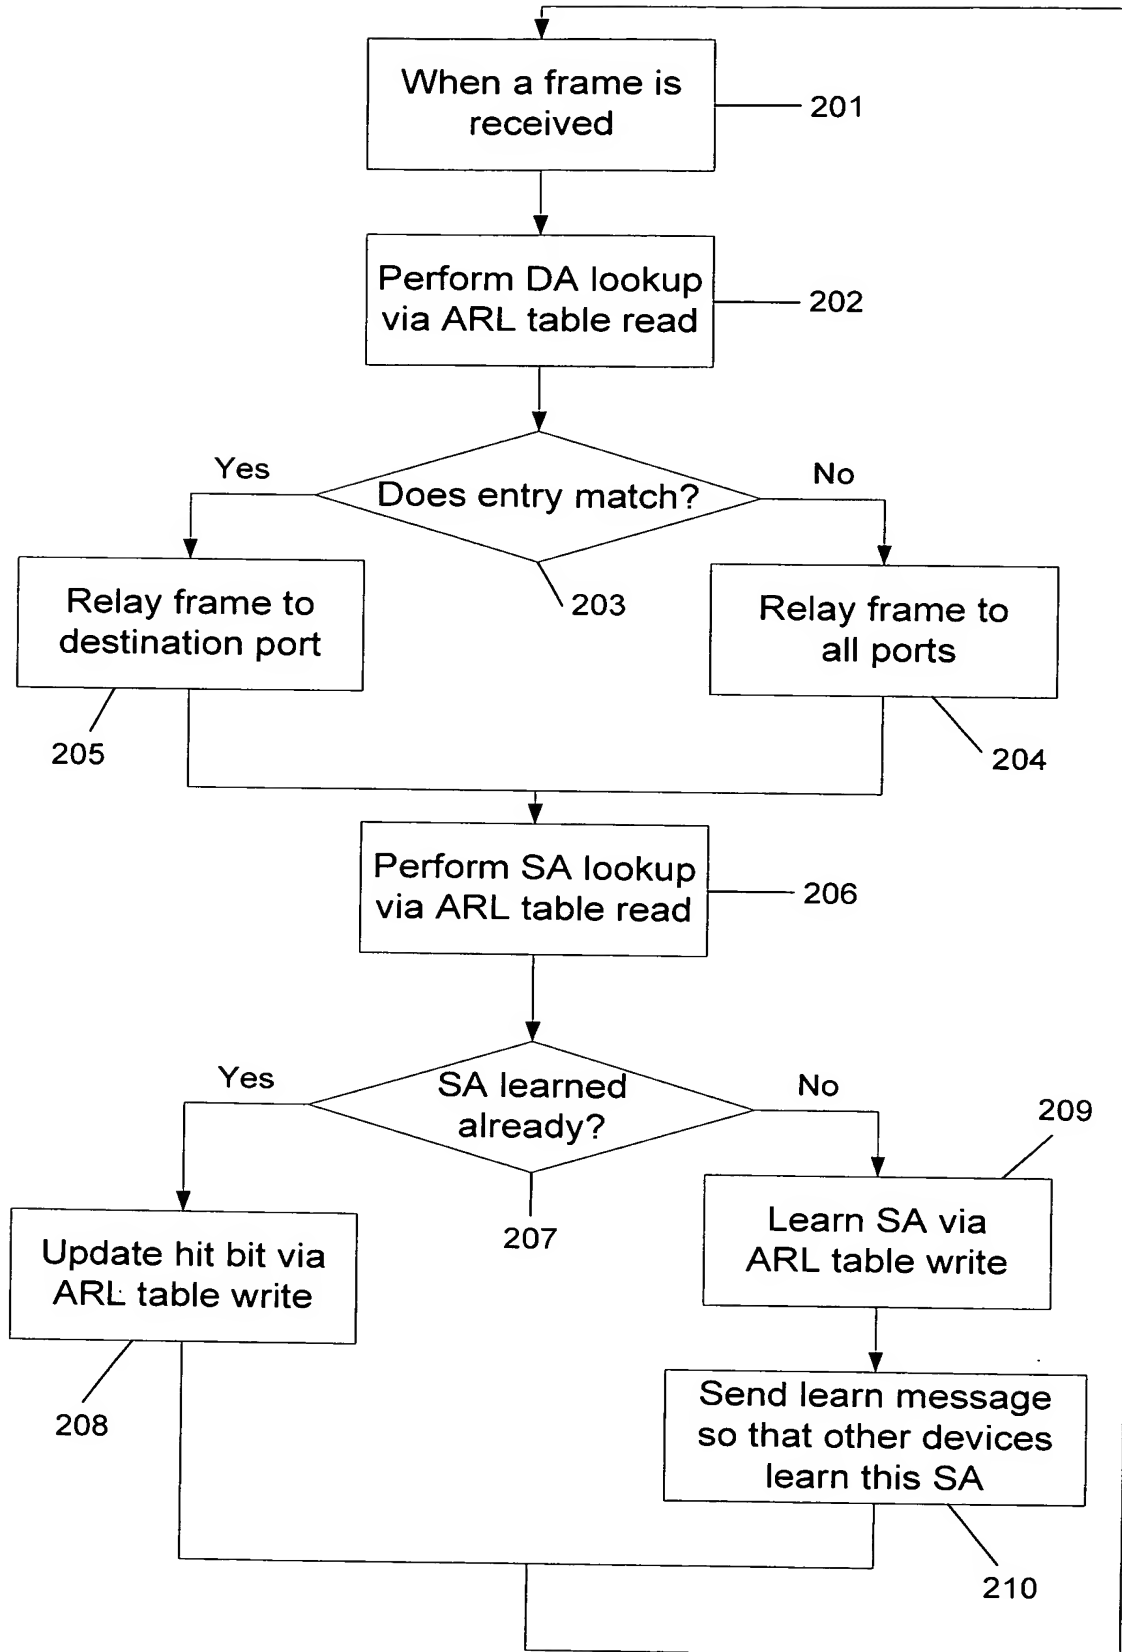 When a frame is
received
201
Perform DA lookup
via ARL table read
202
Yes
No
Does entry match?
203
Relay frame to
destination port
205
Relay frame to
all ports
204
Perform SA lookup
via ARL table read
206
Yes
No
SA learned
already?
207
209
Update hit bit via
ARL table write
208
Learn SA via
ARL table write
Send learn message
so that other devices
learn this SA
210